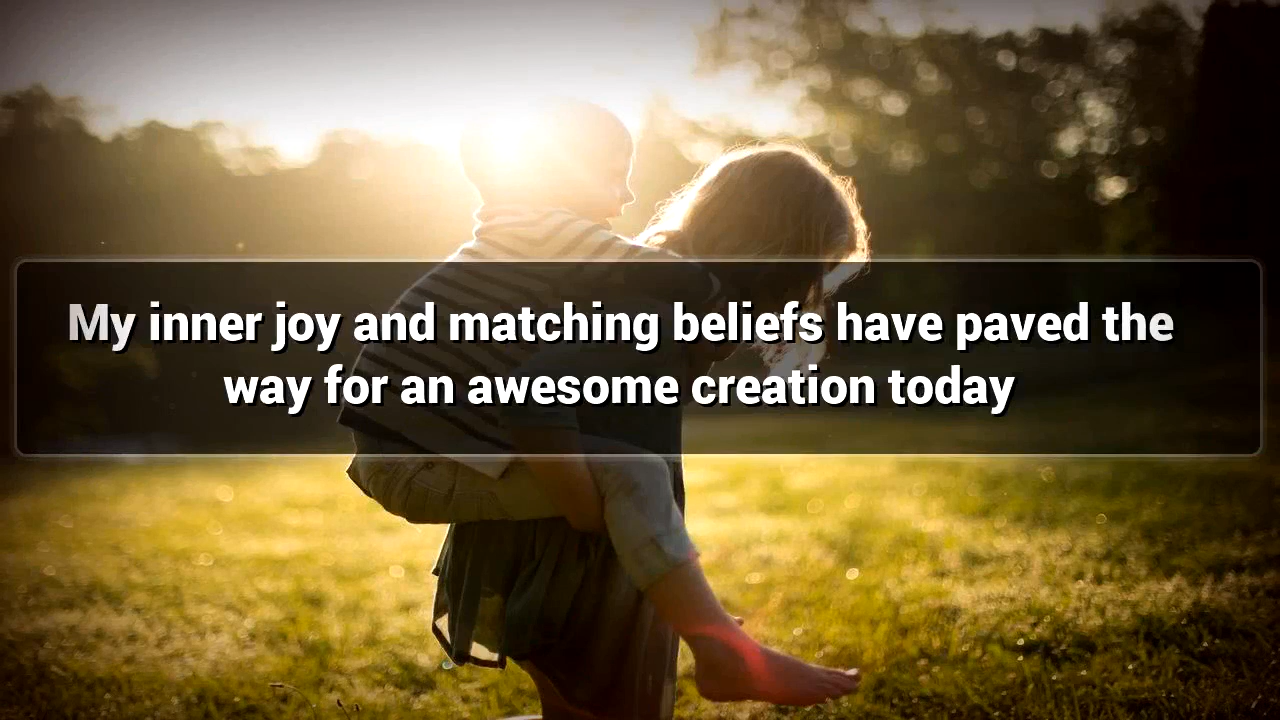 My inner joy and matching beliefs have paved the
way for an awesome creation today